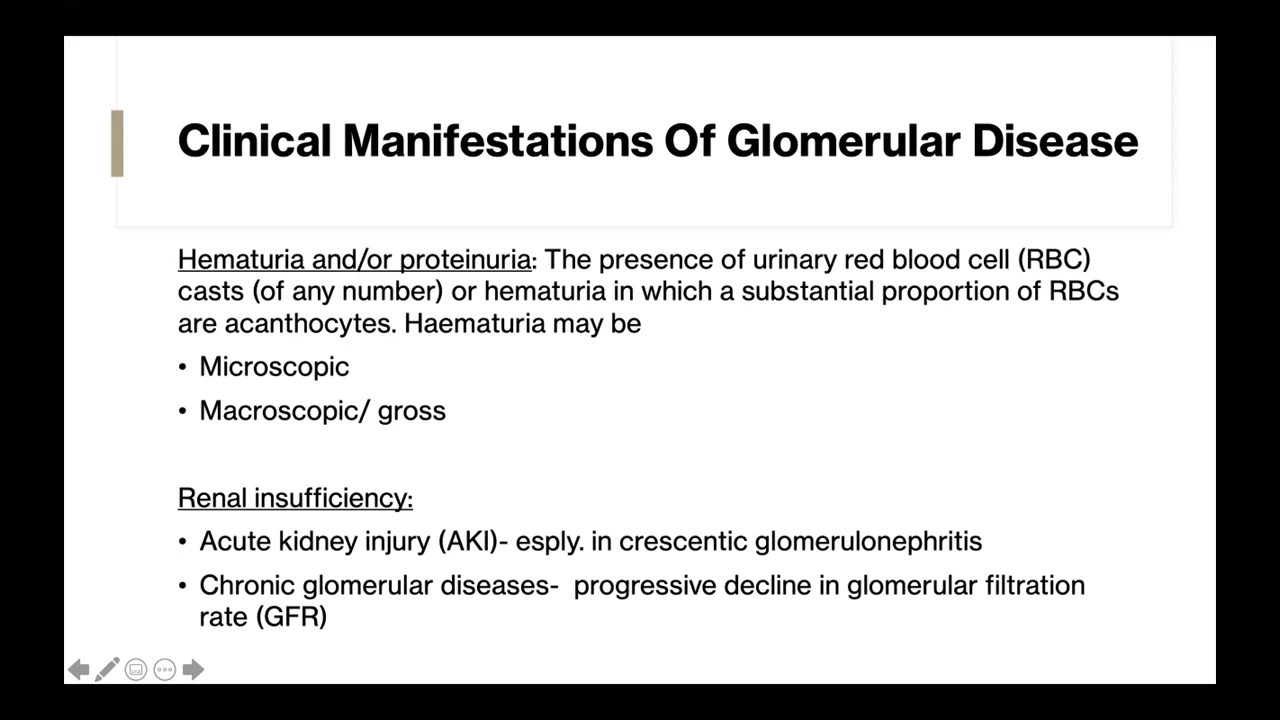 Clinical Manifestations Of Glomerular Disease
Hematuria and/or proteinuria: The presence of urinary red blood cell (RBC)
casts (of any number) or hematuria in which a substantial proportion of RBCs
are acanthocytes. Haematuria may be
• Microscopic
• Macroscopic/ gross
Renal insufficiency:
• Acute kidney injury (AKI)- esply. in crescentic glomerulonephritis
• Chronic glomerular diseases-  progressive decline in glomerular filtration
rate (GFR)